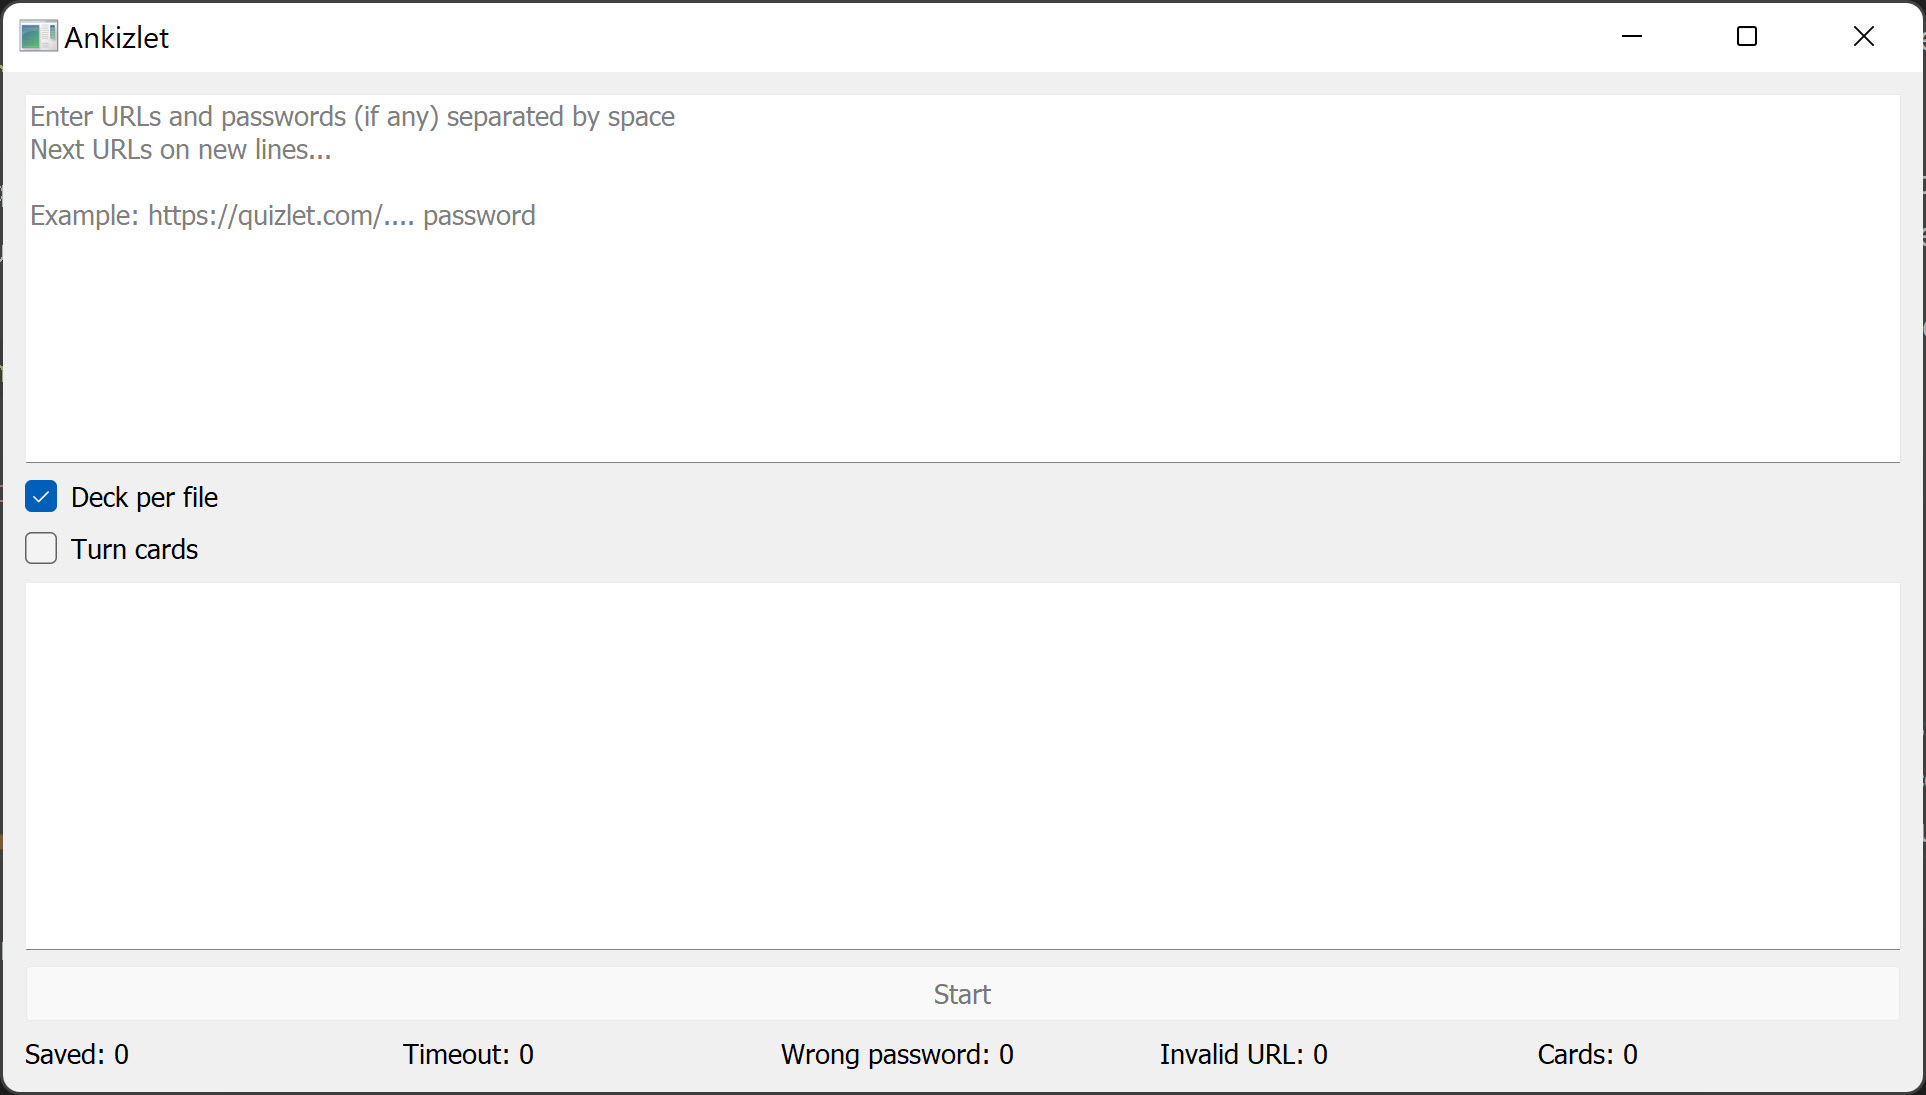 Ankizlet
Enter URLs and passwords (if any) separated by space
Next URLs on new lines...
Example: https://quizlet.com/.... password
Deck per file
Turn cards
Start
Saved: 0
Timeout: 0
Wrong password: 0
Invalid URL: 0
Cards: 0